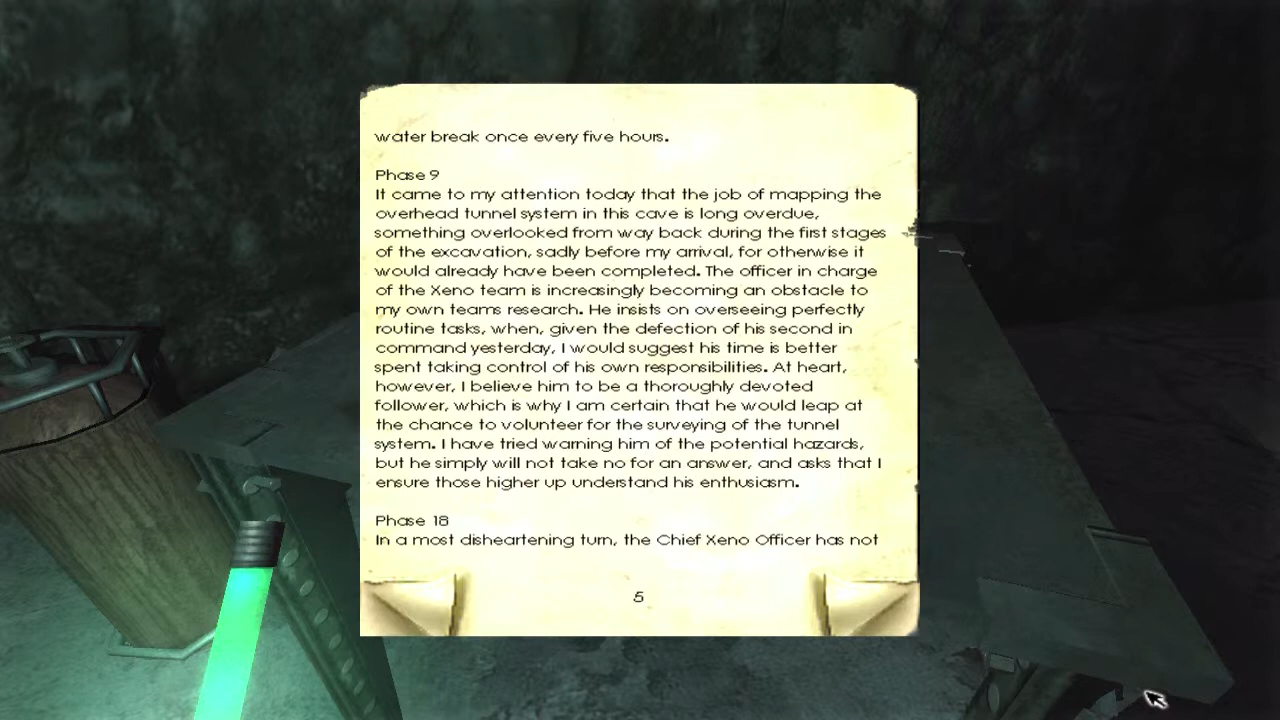 water break once every five hours.
Phase 9
It came to my attention today that the job of mapping the
overhead tunnel system in this cave is long overdue,
something overlooked from way back during the first stages
of the excavation, sadly before my arrival, for otherwise it
would already have been completed. The officer in charge
of the Xeno team is increasingly becoming an obstacle to
my own teams research. He insists on overseeing perfectly
routine tasks, when, given the defection of his second in
command yesterday, I would suggest his time is better
spent taking control of his own responsibilities. At heart,
however, I believe him to be a thoroughly devoted
follower, which is why I am certain that he would leap at
the chance to volunteer for the surveying of the tunnel
system. I have tried warning him of the potential hazards,
but he simply will not take no for an answer, and asks that I
ensure those higher up understand his enthusiasm.
Phase 18
In a most disheartening turn, the Chief Xeno Officer has not
5